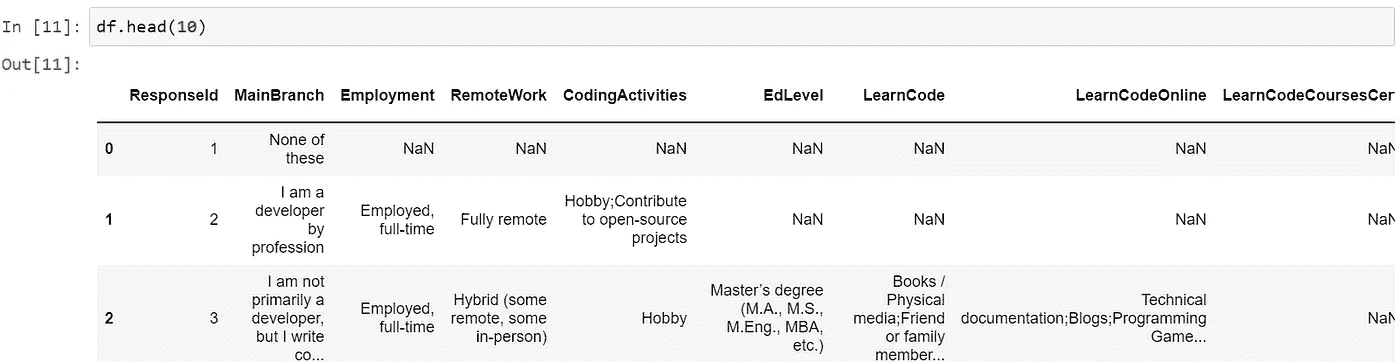 In [11]: df.head(10)
Out[11]:
ResponseId MainBranch Employment RemoteWork CodingActivities EdLevel LearnCode LearnCodeOnline LearnCodeCoursesCer
0 1 None of these NaN NaN NaN NaN NaN NaN NaN
1 2 I am a developer by profession Employed, full-time Fully remote Hobby;Contribute to open-source projects NaN NaN NaN NaN
2 3 I am not primarily a developer, but I write co... Employed, full-time Hybrid (some remote, some in-person) Hobby Master’s degree (M.A., M.S., M.Eng., MBA, etc.) Books / Physical media;Friend or family member... Technical documentation;Blogs;Programming Game... NaN